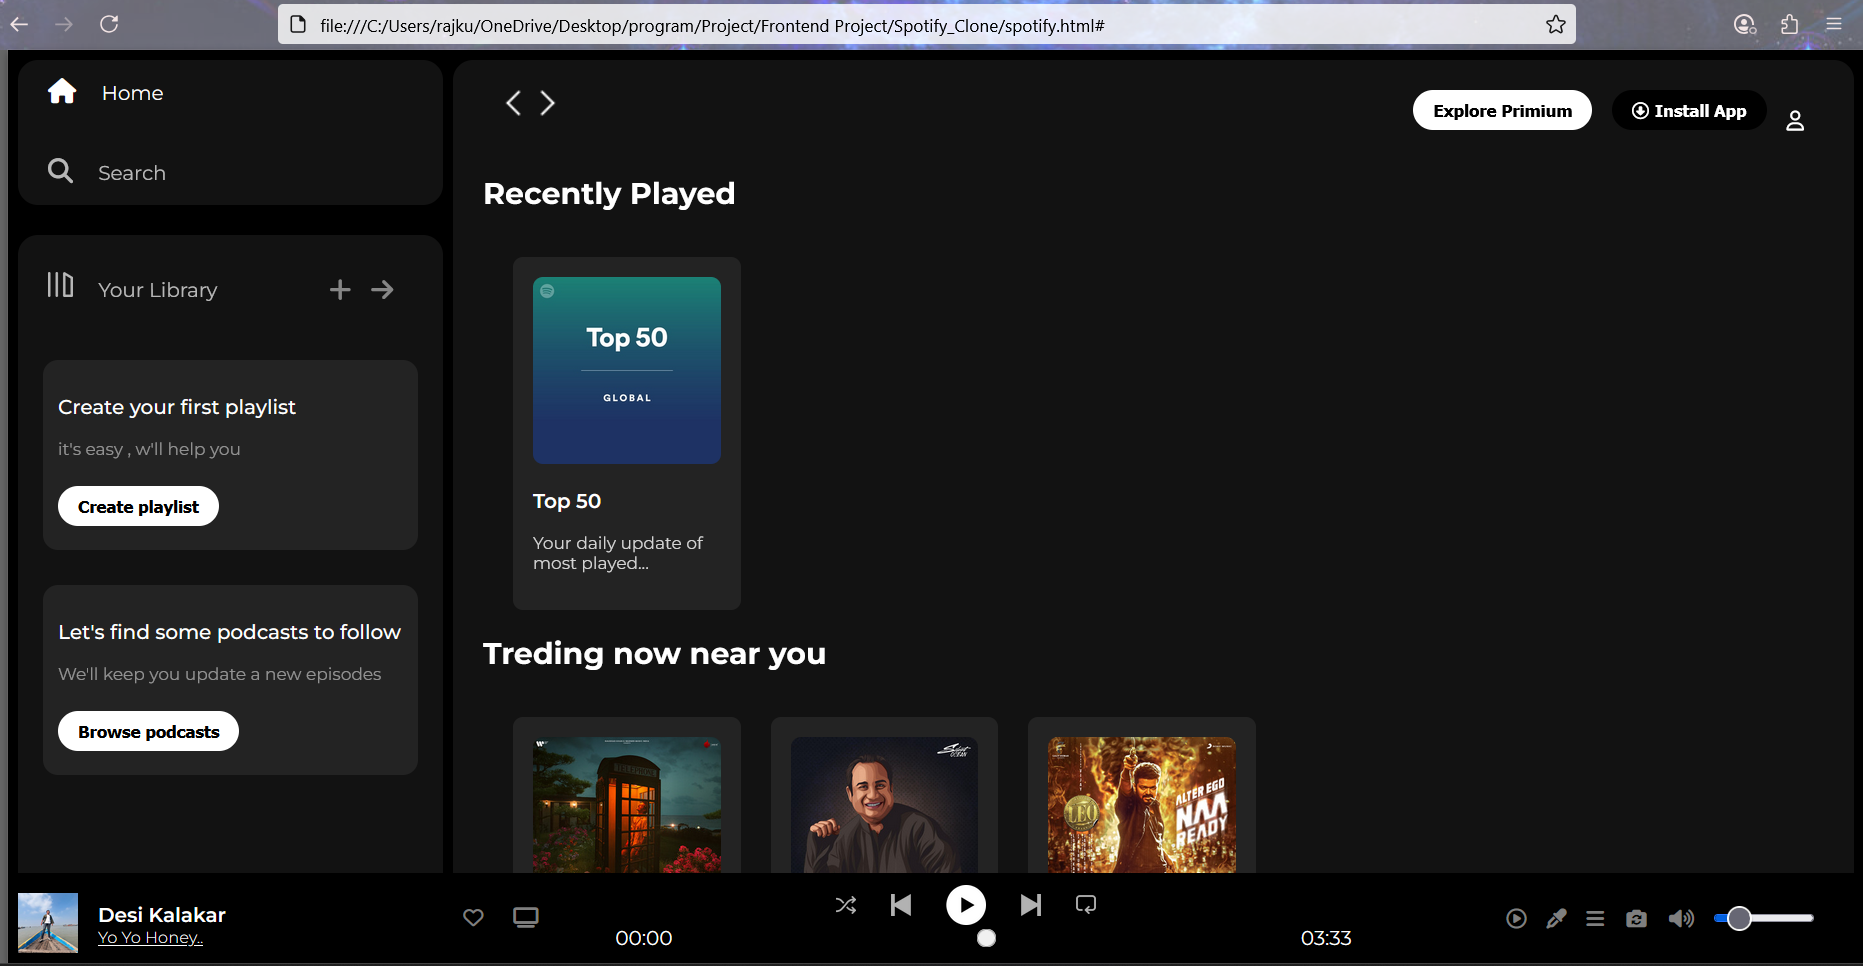 file:///C:/Users/rajku/OneDrive/Desktop/program/Project/Frontend Project/Spotify_Clone/spotify.html#
Home
Search
Your Library
Create your first playlist
it's easy , w'll help you
Create playlist
Let's find some podcasts to follow
We'll keep you update a new episodes
Browse podcasts
Explore Primium
Install App
Recently Played
Top 50
GLOBAL
Top 50
Your daily update of
most played...
Treding now near you
TELEPHONE
LEO
ALTER EGO
NAA
READY
Desi Kalakar
Yo Yo Honey..
00:00
03:33